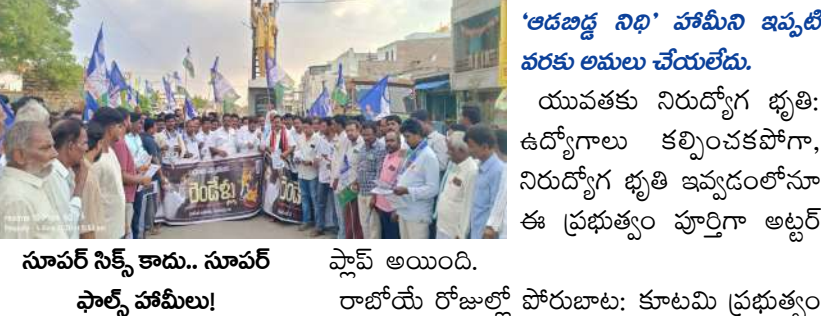 రెండేళ్లు
సూపర్ సిక్స్ కాదు.. సూపర్
ఫాల్స్ హామీలు!
'ఆడబిడ్డ నిధి' హామీని ఇప్పటి
వరకు అమలు చేయలేదు.
యువతకు నిరుద్యోగ భృతి:
ఉద్యోగాలు కల్పించకపోగా,
నిరుద్యోగ భృతి ఇవ్వడంలోనూ
ఈ ప్రభుత్వం పూర్తిగా అట్టర్
ప్లాప్ అయింది.
రాబోయే రోజుల్లో పోరుబాట: కూటమి ప్రభుత్వం